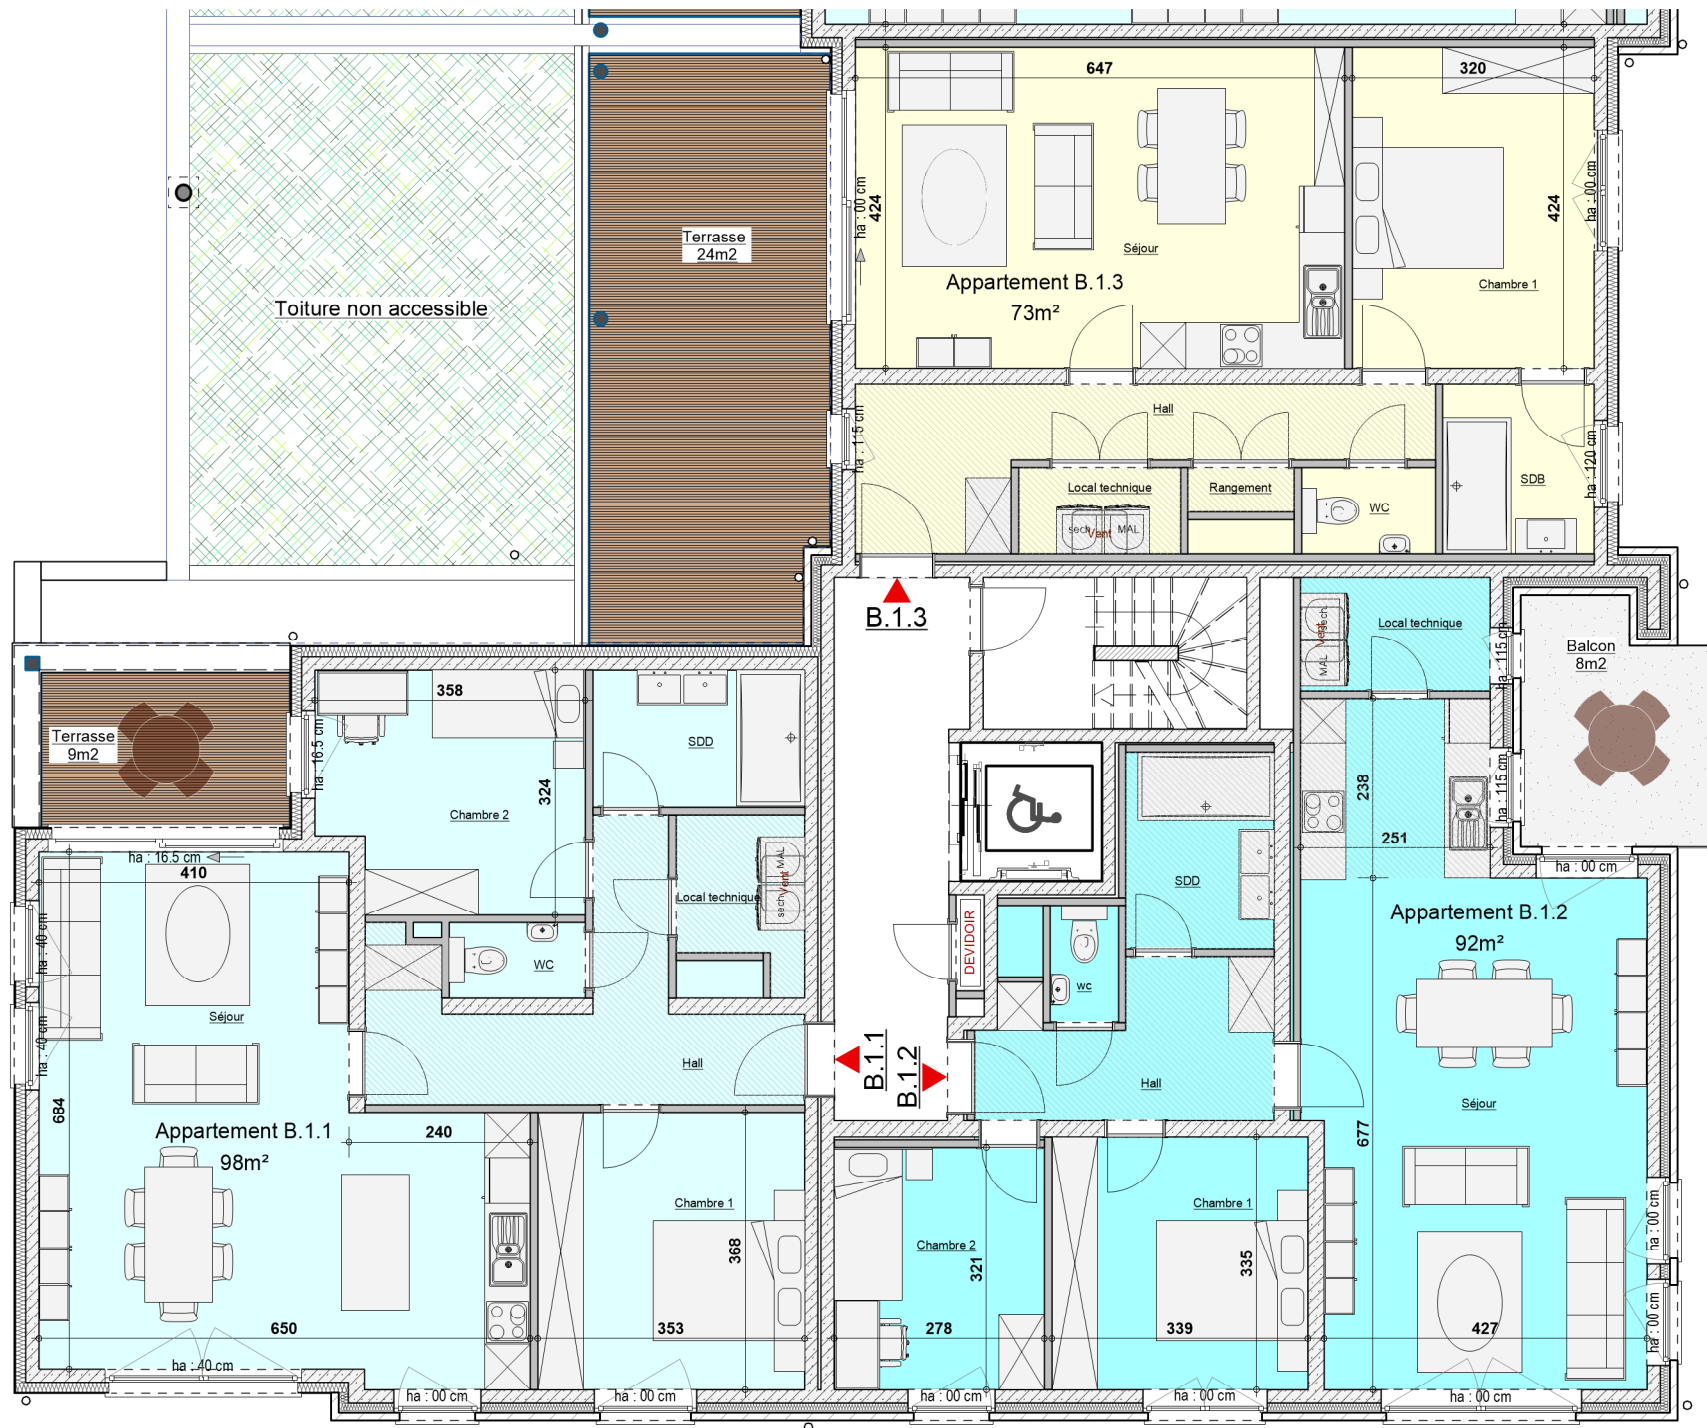 647
320
ha : 00 cm
424
424
ha : 00 cm
Terrasse
24m2
Séjour
Appartement B.1.3
73m²
Chambre 1
Toiture non accessible
Hall
ha : 115 cm
ha : 120 cm
Local technique
Rangement
WC
SDB
sech
Vent
MAL
B.1.3
Local technique
sech
Vent
MAL
ha : 115 cm
Balcon
8m2
358
SDD
Terrasse
9m2
ha : 16.5 cm
324
Chambre 2
238
ha : 115 cm
251
ha : 16.5 cm
410
MAL
Vent
sech
Local technique
SDD
ha : 00 cm
Appartement B.1.2
92m²
DEVIDOIR
ha : 40 cm
WC
wc
Séjour
ha : 40 cm
Hall
B.1.1
B.1.2
Hall
Séjour
684
Appartement B.1.1
98m²
240
677
Chambre 1
368
Chambre 2
321
Chambre 1
335
ha : 00 cm
650
353
278
339
427
ha : 00 cm
ha : 40 cm
ha : 00 cm
ha : 00 cm
ha : 00 cm
ha : 00 cm
ha : 00 cm